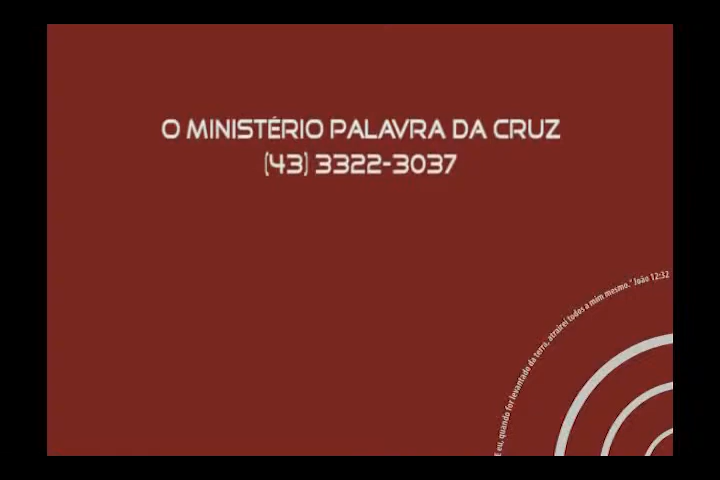 O MINISTÉRIO PALAVRA DA CRUZ
(43) 3322-3037
E eu, quando for levantado da terra, atrairei todos a mim mesmo." João 12:32